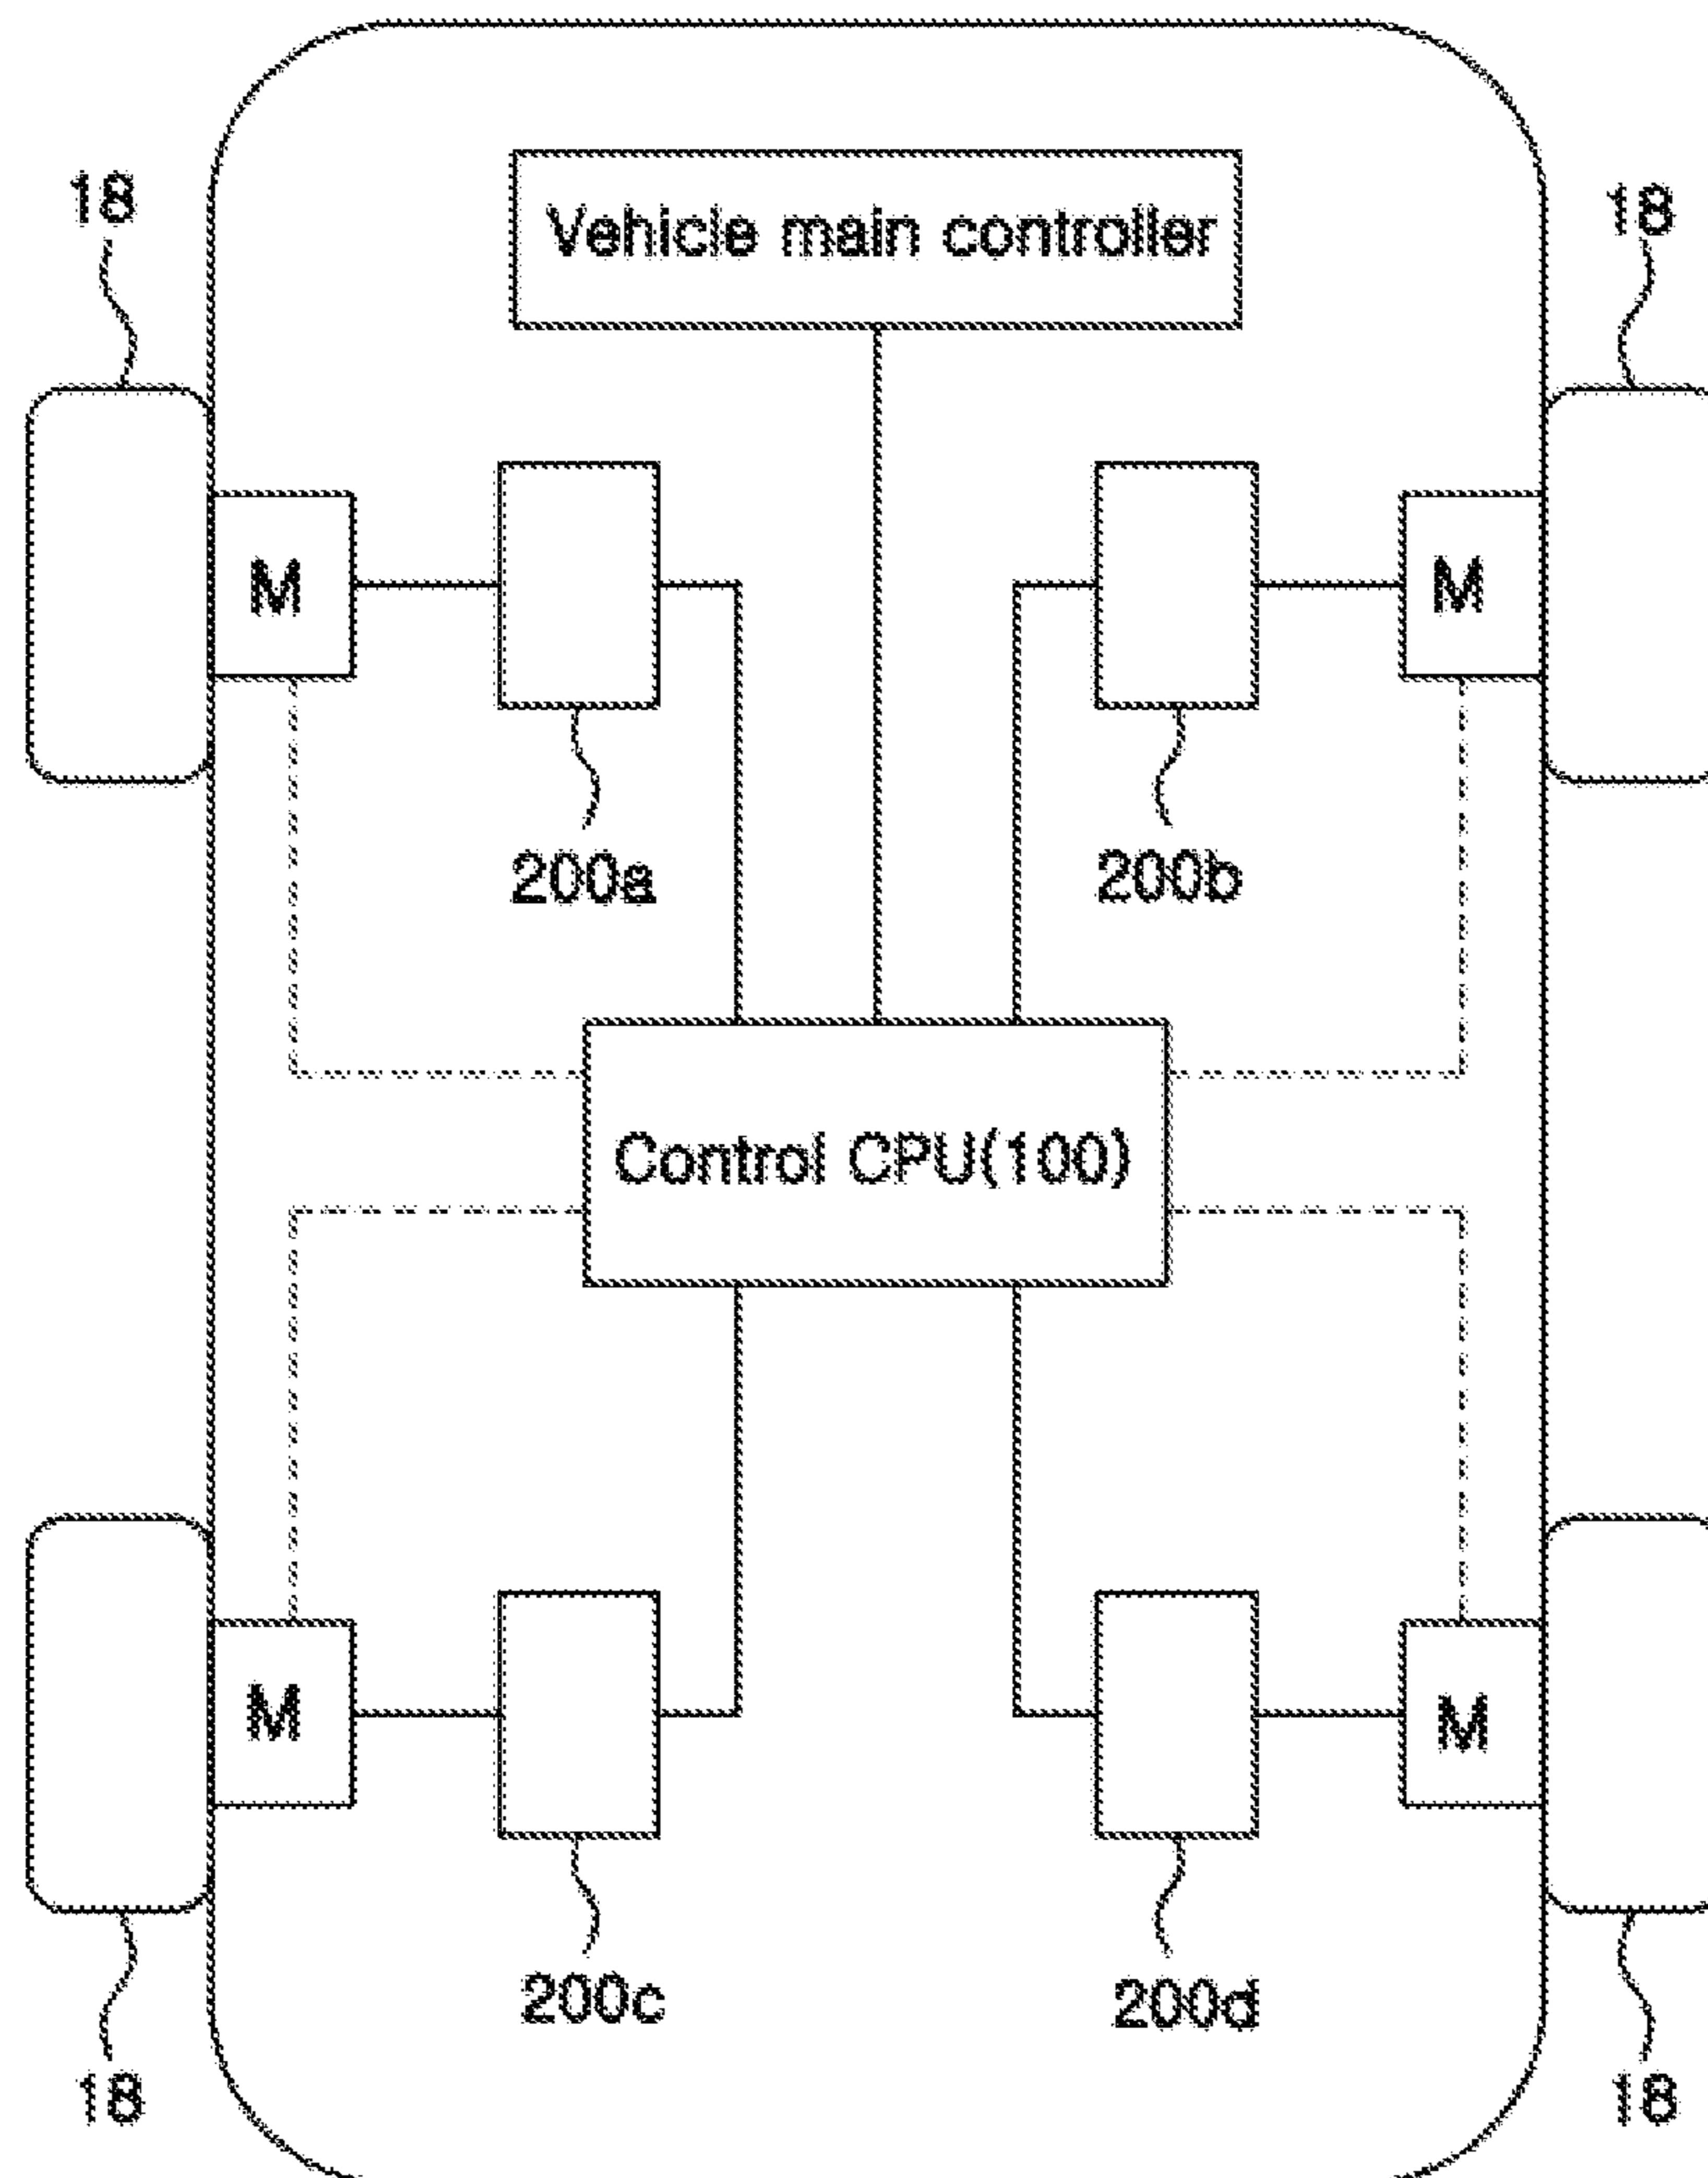 18
18
Vehicle main controller
M
M
200a
200b
Control CPU(100)
M
M
200c
200d
18
18